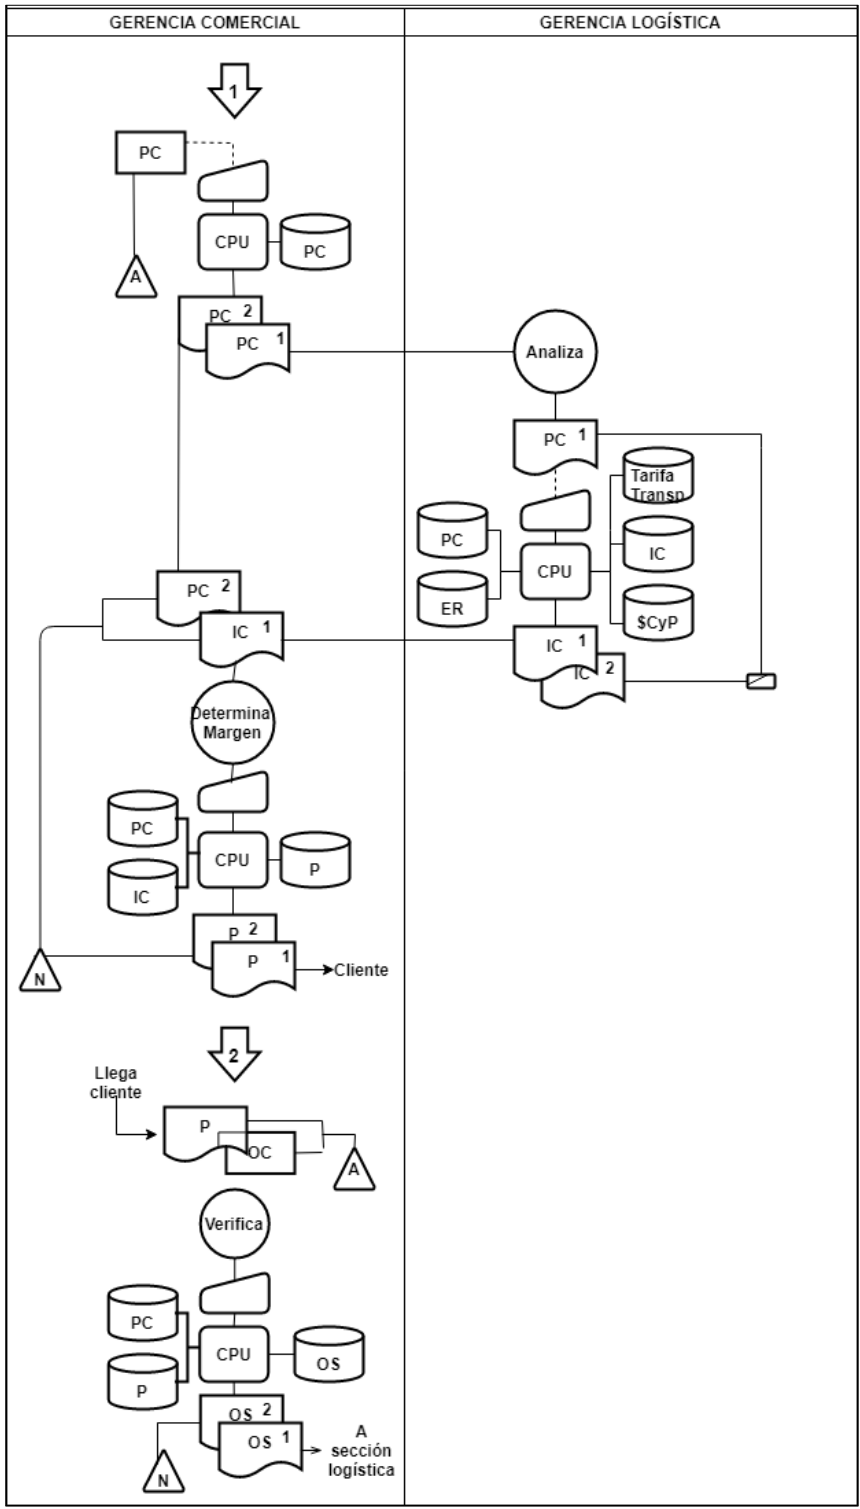 GERENCIA COMERCIAL
GERENCIA LOGÍSTICA
1
PC
CPU
PC
A
PC 2
PC 1
Analiza
PC 1
Tarifa
Transp
PC
IC
CPU
ER
$CyP
PC 2
IC 1
IC 1
IC 2
Determina
Margen
PC
CPU
P
IC
P 2
P 1
Cliente
N
2
Llega
cliente
P
OC
A
Verifica
PC
CPU
OS
P
OS 2
OS 1
A
sección
logística
N